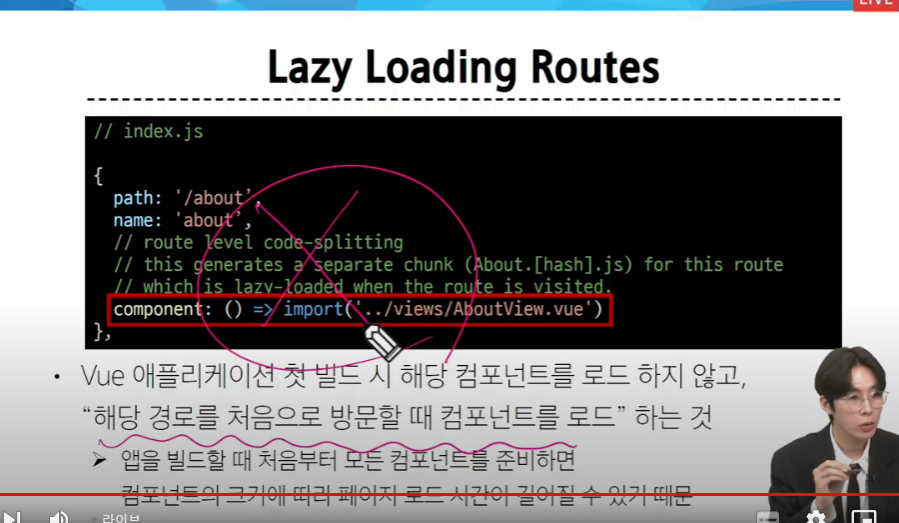 LIVE
Lazy Loading Routes
// index.js
{
path: '/about',
name: 'about',
// route level code-splitting
// this generates a separate chunk (About.[hash].js) for this route
// which is lazy-loaded when the route is visited.
component: () => import('../views/AboutView.vue')
},
• Vue 애플리케이션 첫 빌드 시 해당 컴포넌트를 로드 하지 않고,
“해당 경로를 처음으로 방문할 때 컴포넌트를 로드” 하는 것
➤ 앱을 빌드할 때 처음부터 모든 컴포넌트를 준비하면
컴포넌트의 크기에 따라 페이지 로드 시간이 길어질 수 있기 때문
라이브